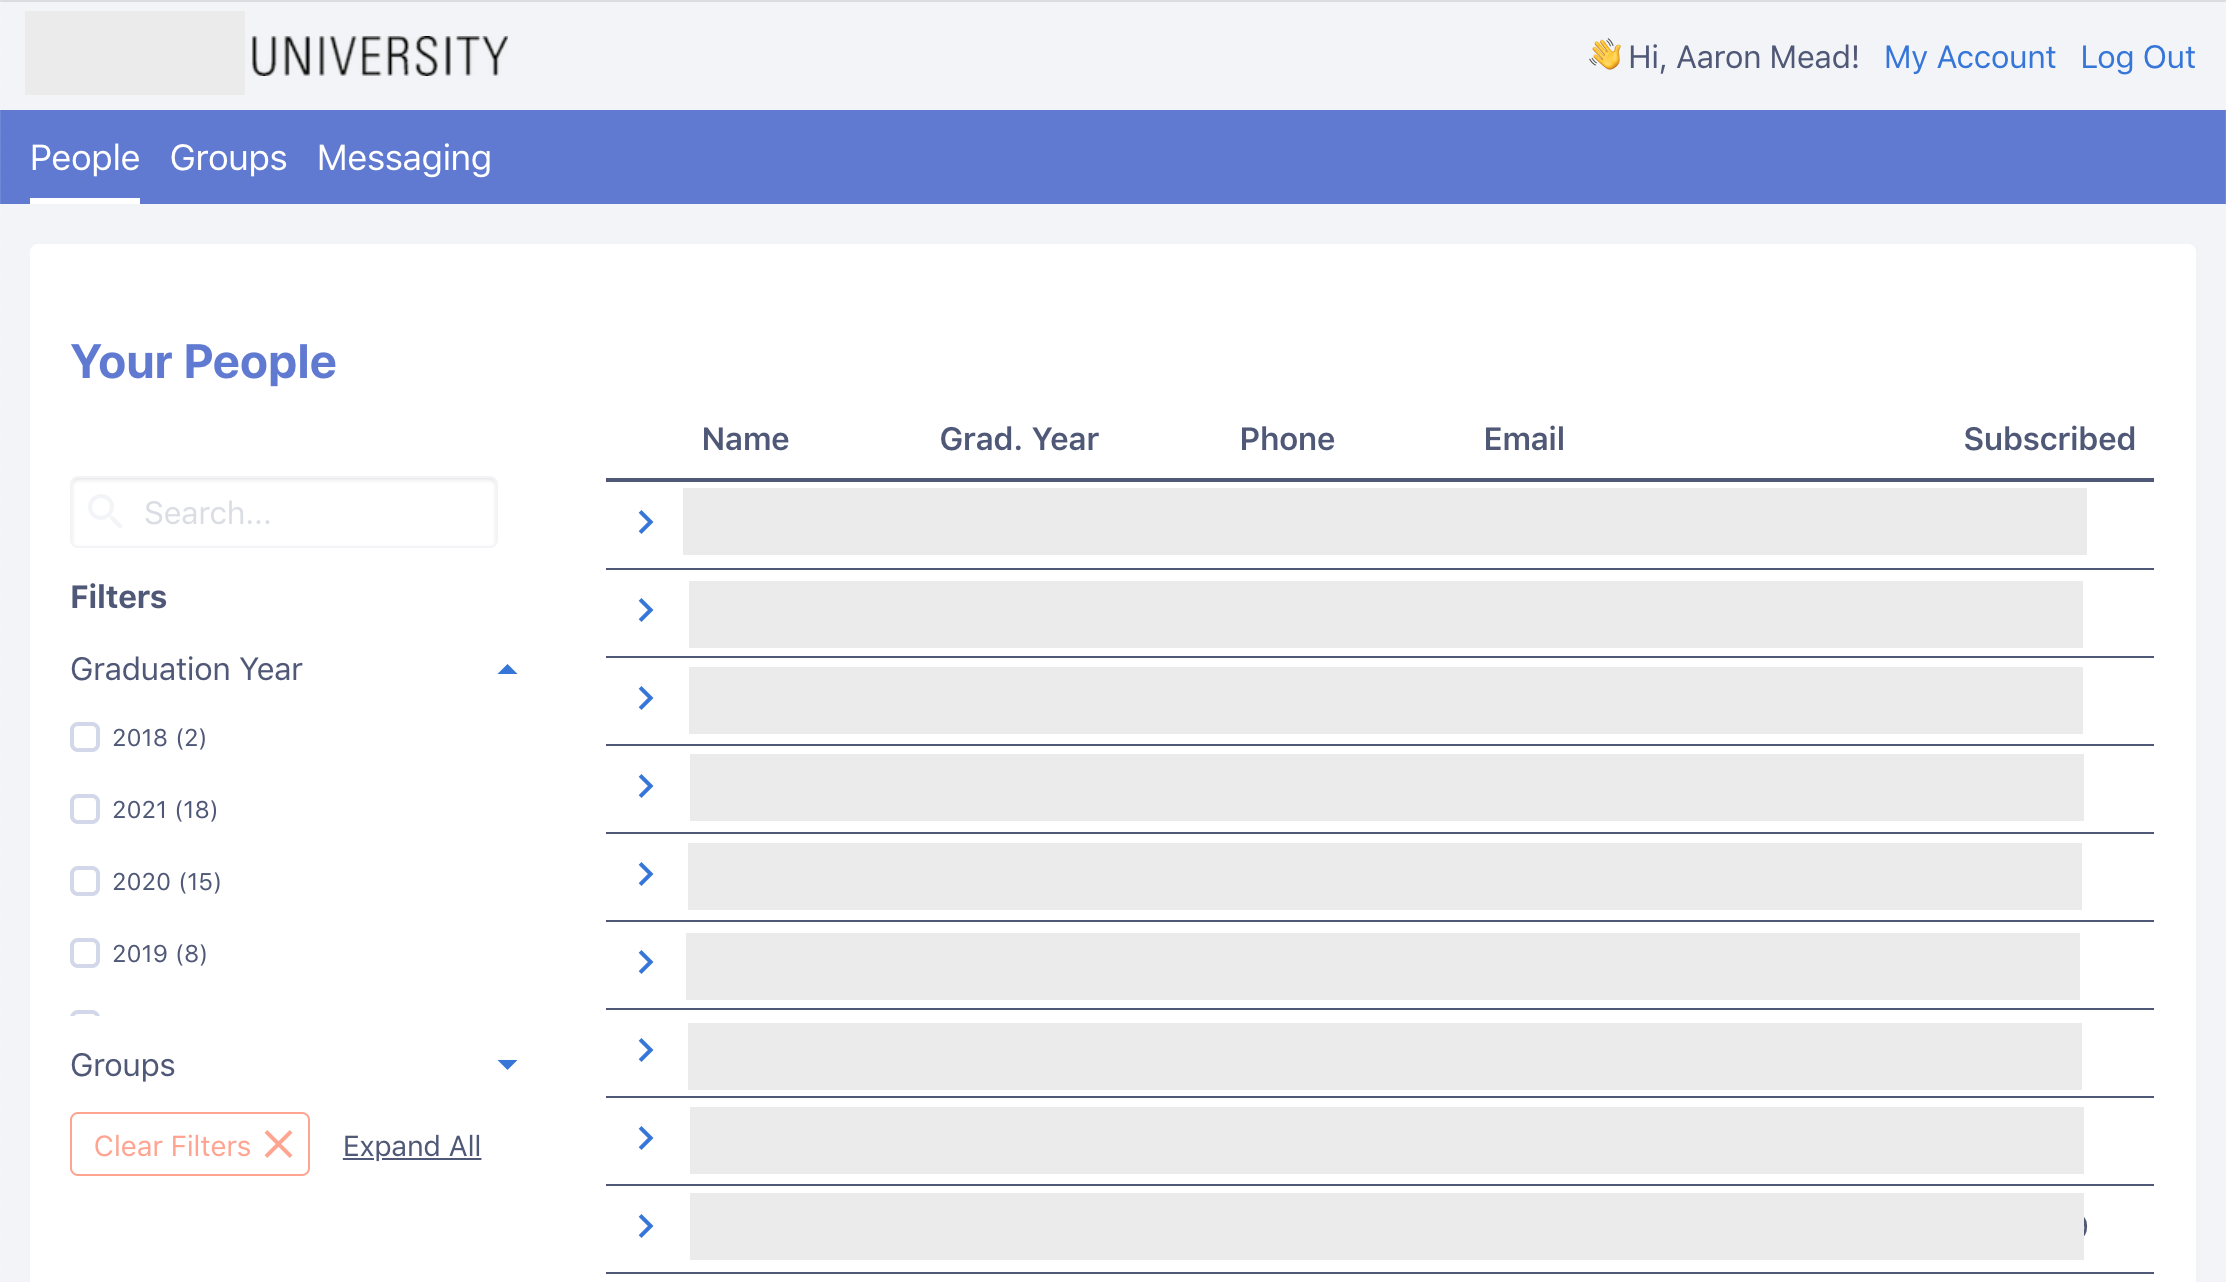 UNIVERSITY
👋 Hi, Aaron Mead! My Account Log Out
People Groups Messaging
Your People
Search...
Filters
Graduation Year
2018 (2)
2021 (18)
2020 (15)
2019 (8)
Groups
Clear Filters
Expand All
Name Grad. Year Phone Email Subscribed